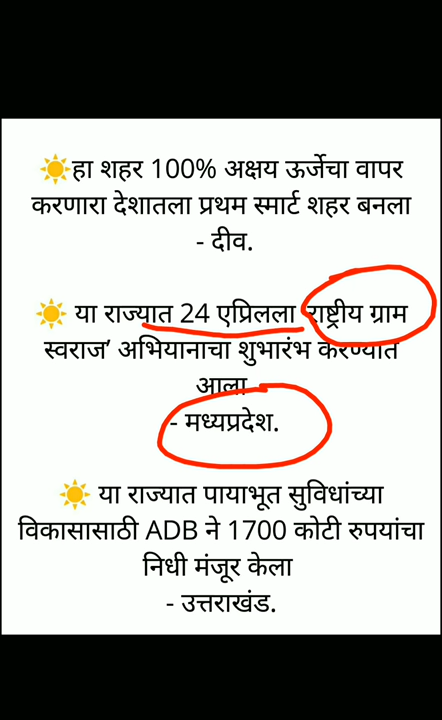 हा शहर 100% अक्षय ऊर्जेचा वापर
करणारा देशातला प्रथम स्मार्ट शहर बनला
- दीव.
या राज्यात 24 एप्रिलला 'राष्ट्रीय ग्राम
स्वराज' अभियानाचा शुभारंभ करण्यात
आला
- मध्यप्रदेश.
या राज्यात पायाभूत सुविधांच्या
विकासासाठी ADB ने 1700 कोटी रुपयांचा
निधी मंजूर केला
- उत्तराखंड.